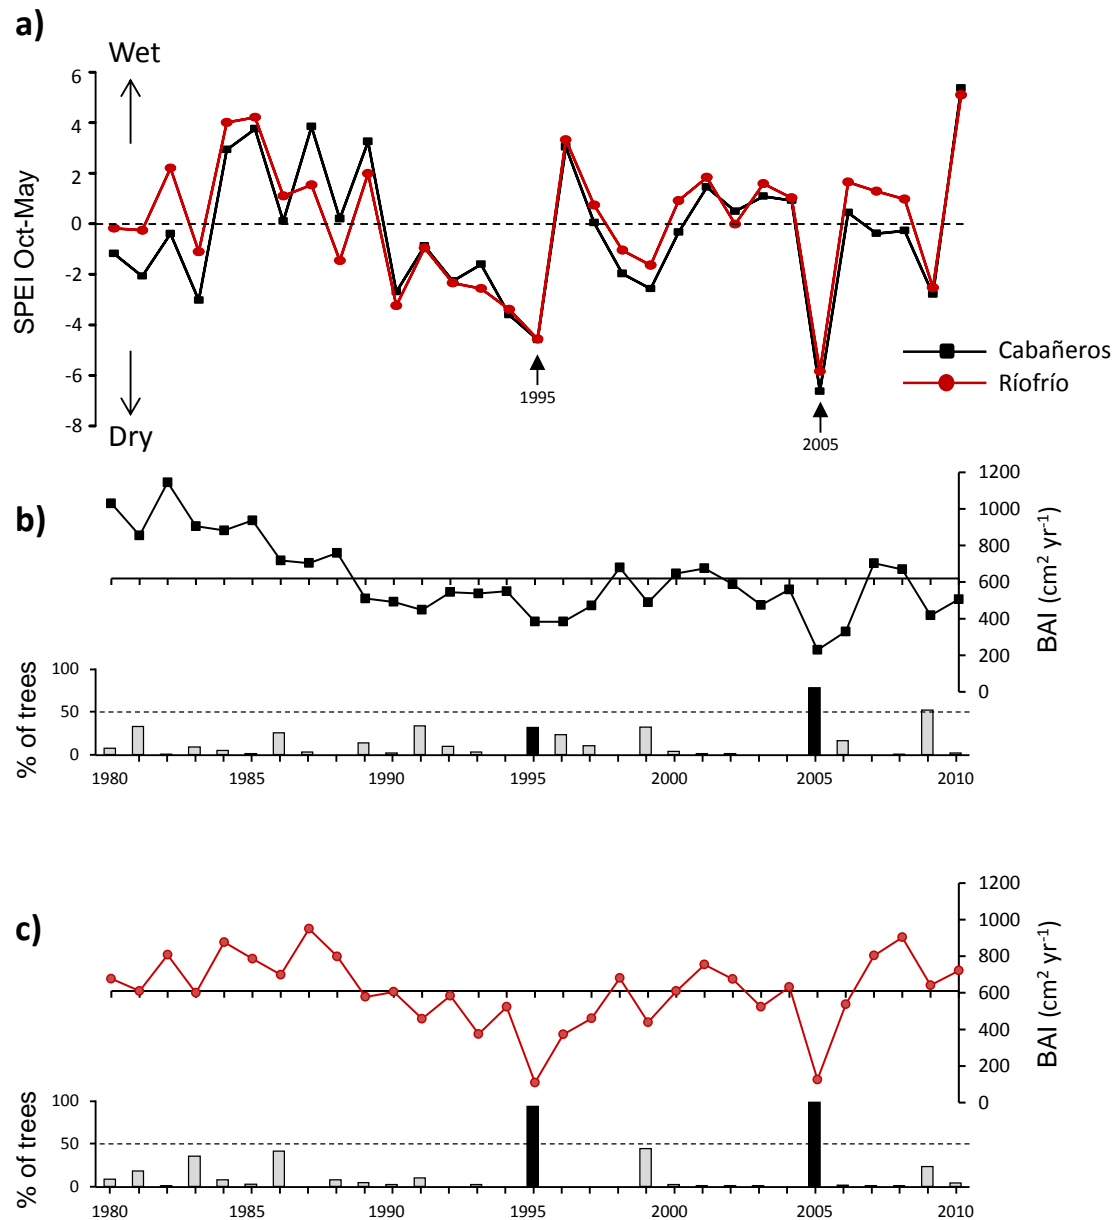 a)
Wet
6
4
2
0
-2
-4
-6
-8
SPEI Oct-May
Dry
1995
2005
Cabañeros
Ríofrío
b)
1200
1000
800
600
400
200
0
BAI (cm² yr⁻¹)
100
50
0
% of trees
1980 1985 1990 1995 2000 2005 2010
c)
1200
1000
800
600
400
200
0
BAI (cm² yr⁻¹)
100
50
0
% of trees
1980 1985 1990 1995 2000 2005 2010